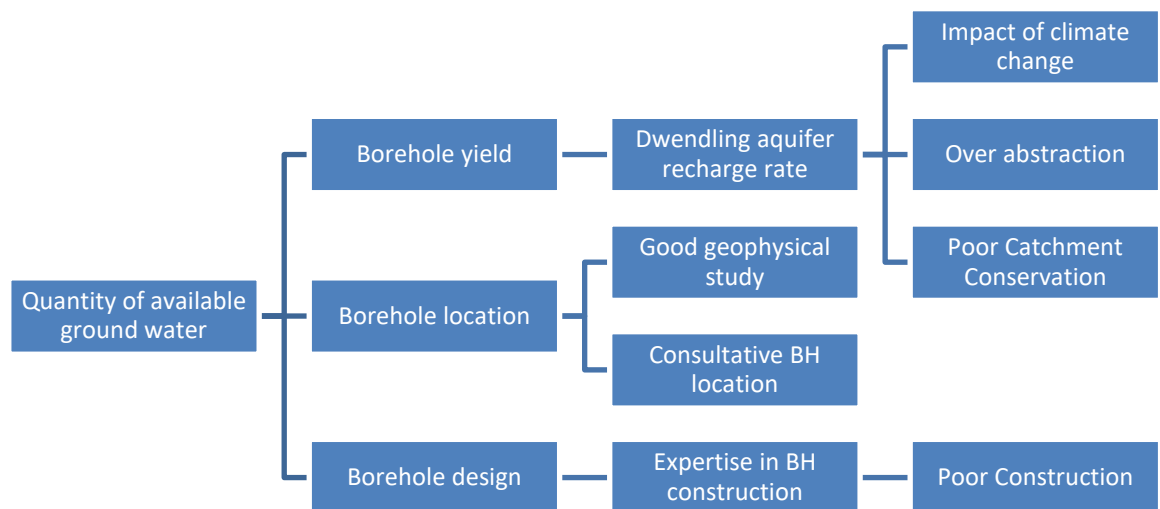 Quantity of available
ground water
Borehole yield
Dwendling aquifer
recharge rate
Impact of climate
change
Over abstraction
Poor Catchment
Conservation
Borehole location
Good geophysical
study
Consultative BH
location
Borehole design
Expertise in BH
construction
Poor Construction